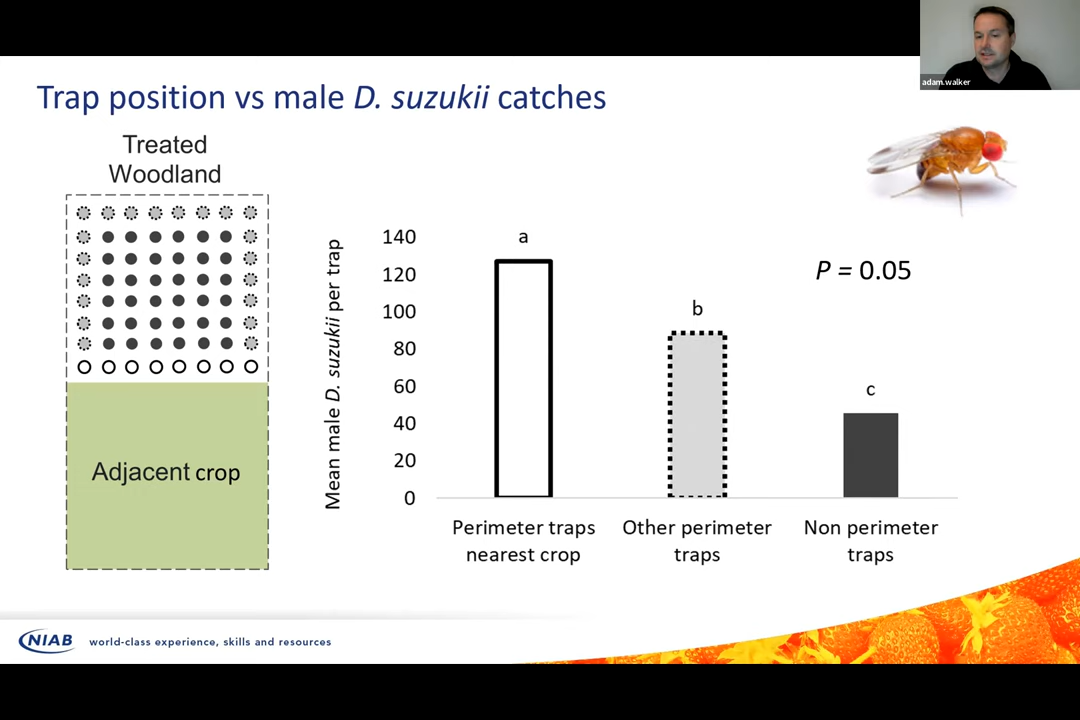 adam.walker
Trap position vs male D. suzukii catches
Treated
Woodland
Adjacent crop
Mean male D. suzukii per trap
140
120
100
80
60
40
20
0
a
b
c
P = 0.05
Perimeter traps
nearest crop
Other perimeter
traps
Non perimeter
traps
NIAB
world-class experience, skills and resources